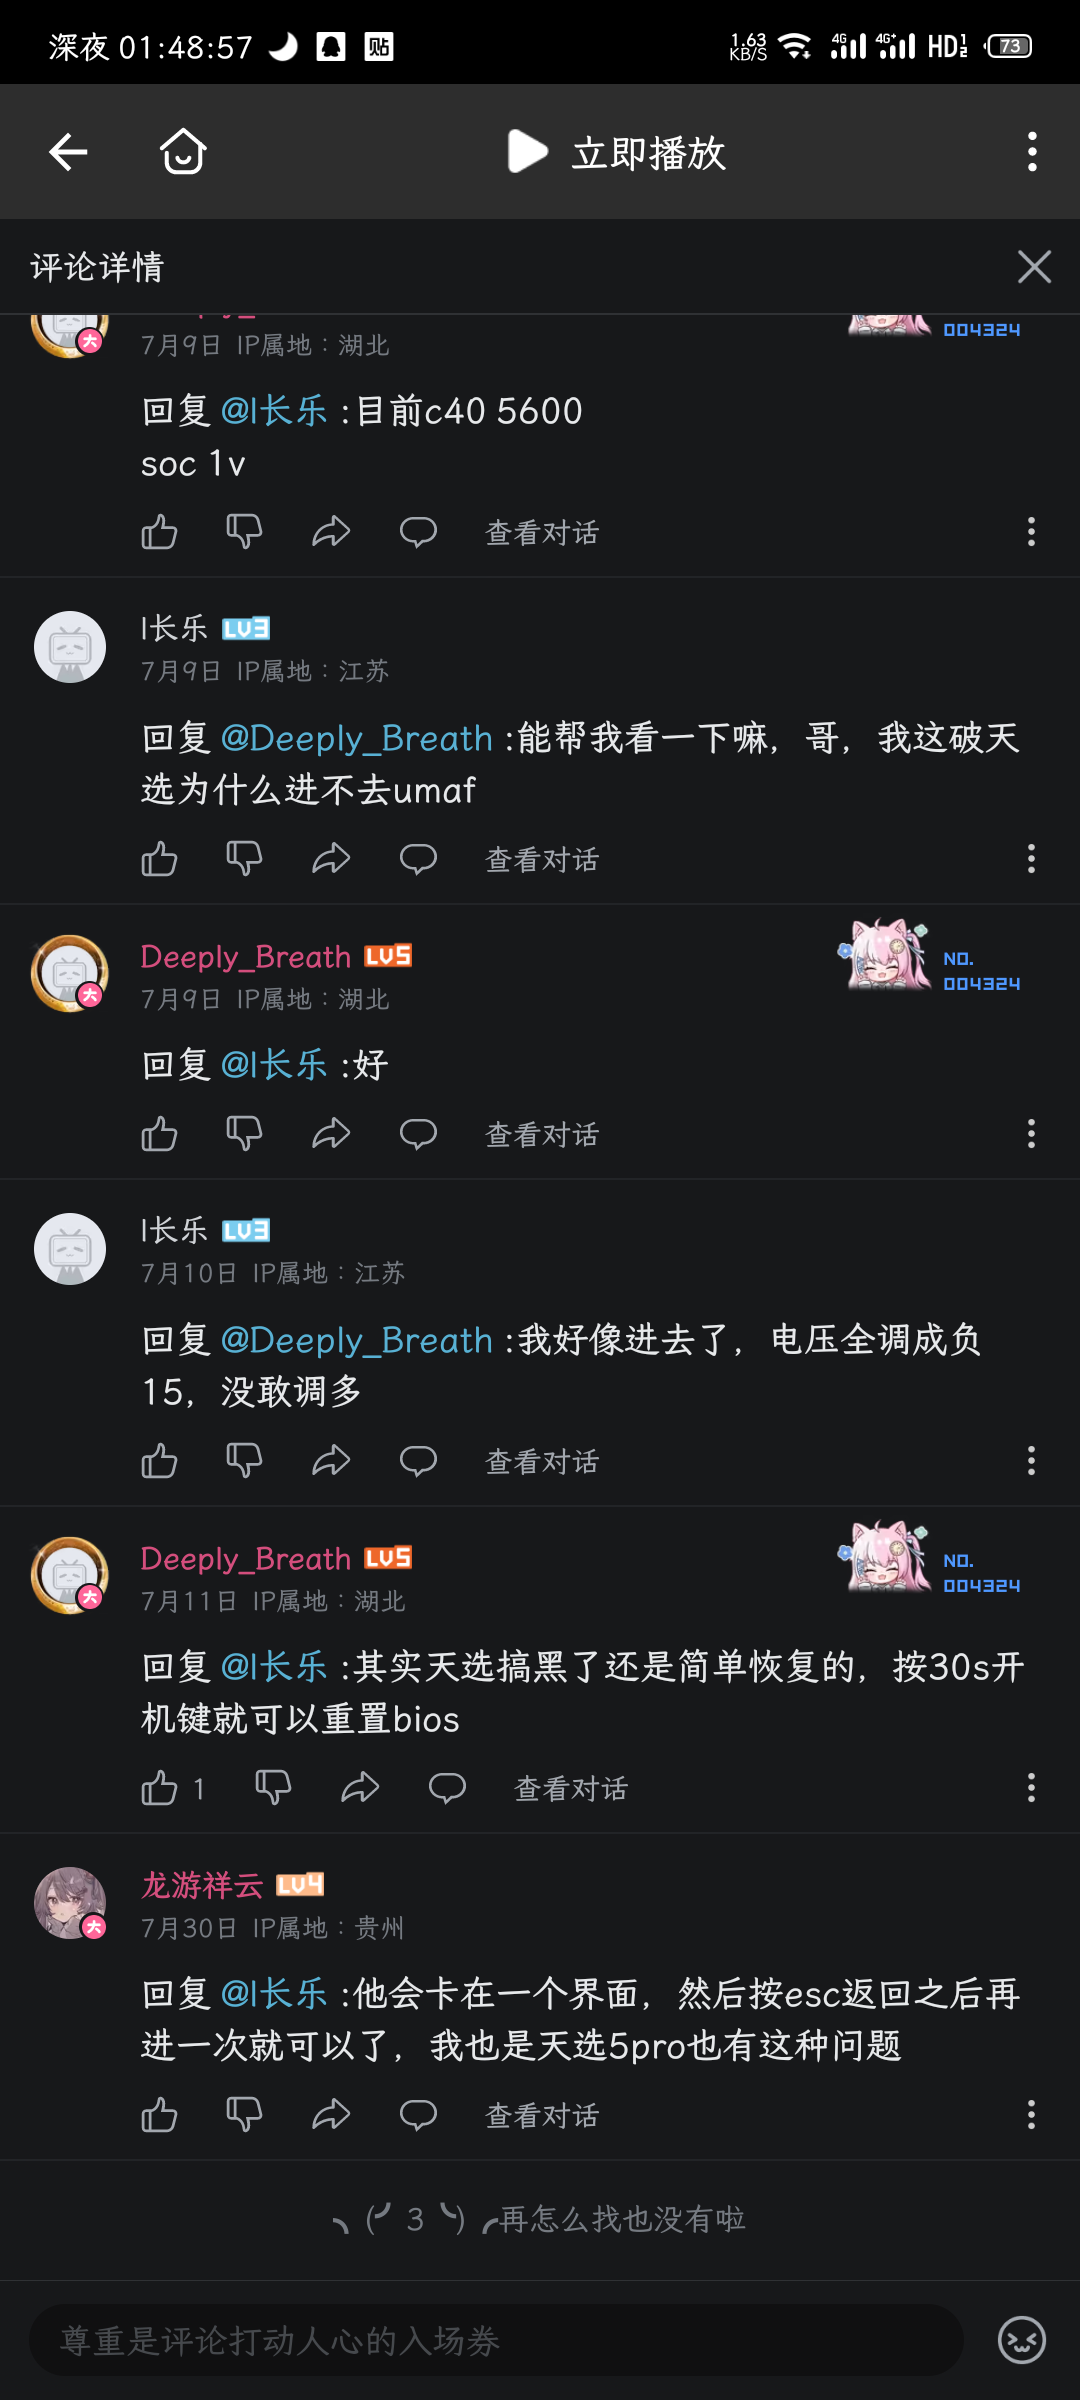 深夜 01:48:57 贴 1.63 KB/S 4G 4G+ HD 1 2 73
立即播放
评论详情
7月9日 IP属地：湖北
004324
回复 @l长乐 :目前c40 5600
soc 1v
查看对话
l长乐 LV3
7月9日 IP属地：江苏
回复 @Deeply_Breath :能帮我看一下嘛，哥，我这破天
选为什么进不去umaf
查看对话
Deeply_Breath LV5
NO.
004324
7月9日 IP属地：湖北
大
回复 @l长乐 :好
查看对话
l长乐 LV3
7月10日 IP属地：江苏
回复 @Deeply_Breath :我好像进去了，电压全调成负
15，没敢调多
查看对话
Deeply_Breath LV5
NO.
004324
7月11日 IP属地：湖北
大
回复 @l长乐 :其实天选搞黑了还是简单恢复的，按30s开
机键就可以重置bios
1 查看对话
龙游祥云 LV4
7月30日 IP属地：贵州
大
回复 @l长乐 :他会卡在一个界面，然后按esc返回之后再
进一次就可以了，我也是天选5pro也有这种问题
查看对话
╮(╯3╰)╭再怎么找也没有啦
尊重是评论打动人心的入场券